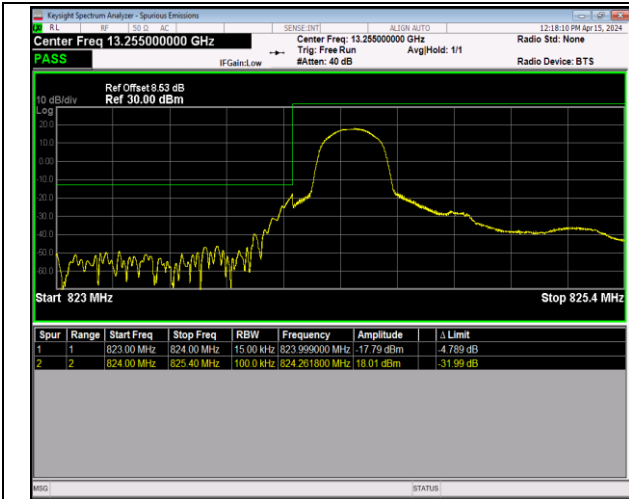 Keysight Spectrum Analyzer - Spurious Emissions
RL RF 50 Ω AC SENSE:INT ALIGN AUTO 12:18:10 PM Apr 15, 2024
Center Freq 13.255000000 GHz Center Freq: 13.255000000 GHz Radio Std: None
Trig: Free Run Avg|Hold: 1/1
PASS IFGain:Low #Atten: 40 dB Radio Device: BTS
Ref Offset 8.53 dB
10 dB/div Ref 30.00 dBm
Log
20.0
10.0
0.00
-10.0
-20.0
-30.0
-40.0
-50.0
-60.0
Start 823 MHz Stop 825.4 MHz
Spur Range Start Freq Stop Freq RBW Frequency Amplitude Δ Limit
1 1 823.00 MHz 824.00 MHz 15.00 kHz 823.999000 MHz -17.79 dBm -4.789 dB
2 2 824.00 MHz 825.40 MHz 100.0 kHz 824.261800 MHz 18.01 dBm -31.99 dB
MSG STATUS